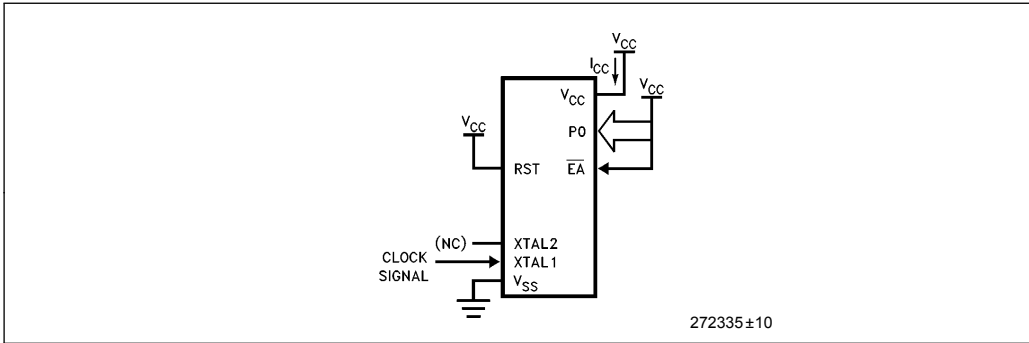 VCC
ICC
VCC
VCC
P0
VCC
RST
EA
(NC)
XTAL2
CLOCK
SIGNAL
XTAL1
VSS
272335±10